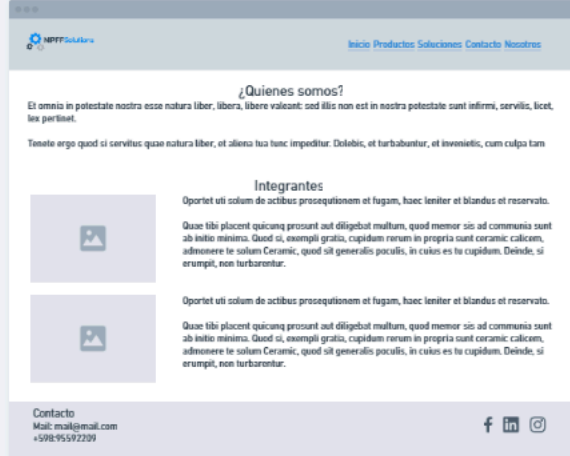 NPFFSolutions
Inicio Productos Soluciones Contacto Nosotros
¿Quienes somos?
Et omnia in potestate nostra esse natura liber, libera, libere valeant; sed illis non est in nostra potestate sunt infirmi, servilis, licet,
lex pertinet.
Tenete ergo quod si servitus quae natura liber, et aliena tua tunc impeditur. Dolebis, et turbabuntur, et invenietis, cum culpa tam
Integrantes
Oportet uti solum de actibus prosequtionem et fugam, haec leniter et blandus et reservato.
Quae tibi placent quicunq prosunt aut diligebat multum, quod memor sis ad communia sunt
ab initio minima. Quod si, exempli gratia, cupidum rerum in propria sunt ceramic calicem,
admonere te solum Ceramic, quod sit generalis poculis, in cuius es tu cupidum. Deinde, si
erumpit, non turbarentur.
Oportet uti solum de actibus prosequtionem et fugam, haec leniter et blandus et reservato.
Quae tibi placent quicunq prosunt aut diligebat multum, quod memor sis ad communia sunt
ab initio minima. Quod si, exempli gratia, cupidum rerum in propria sunt ceramic calicem,
admonere te solum Ceramic, quod sit generalis poculis, in cuius es tu cupidum. Deinde, si
erumpit, non turbarentur.
Contacto
Mail: mail@mail.com
+598:95592209